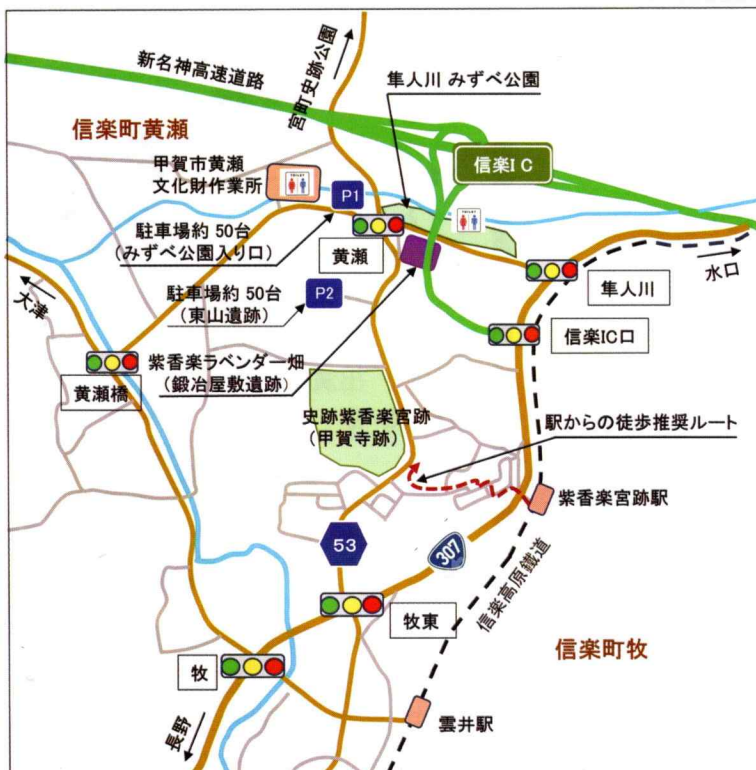 新名神高速道路
宮町史跡公園
隼人川 みずべ公園
信楽町黄瀬
甲賀市黄瀬
文化財作業所
TOILET
P1
信楽IC
TOILET
駐車場約 50台
(みずべ公園入り口)
黄瀬
水口
大津
駐車場約 50台
(東山遺跡)
P2
隼人川
信楽IC口
黄瀬橋
紫香楽ラベンダー畑
(鍛冶屋敷遺跡)
史跡紫香楽宮跡
(甲賀寺跡)
駅からの徒歩推奨ルート
紫香楽宮跡駅
53
307
信楽高原鐵道
牧東
信楽町牧
牧
長野
雲井駅